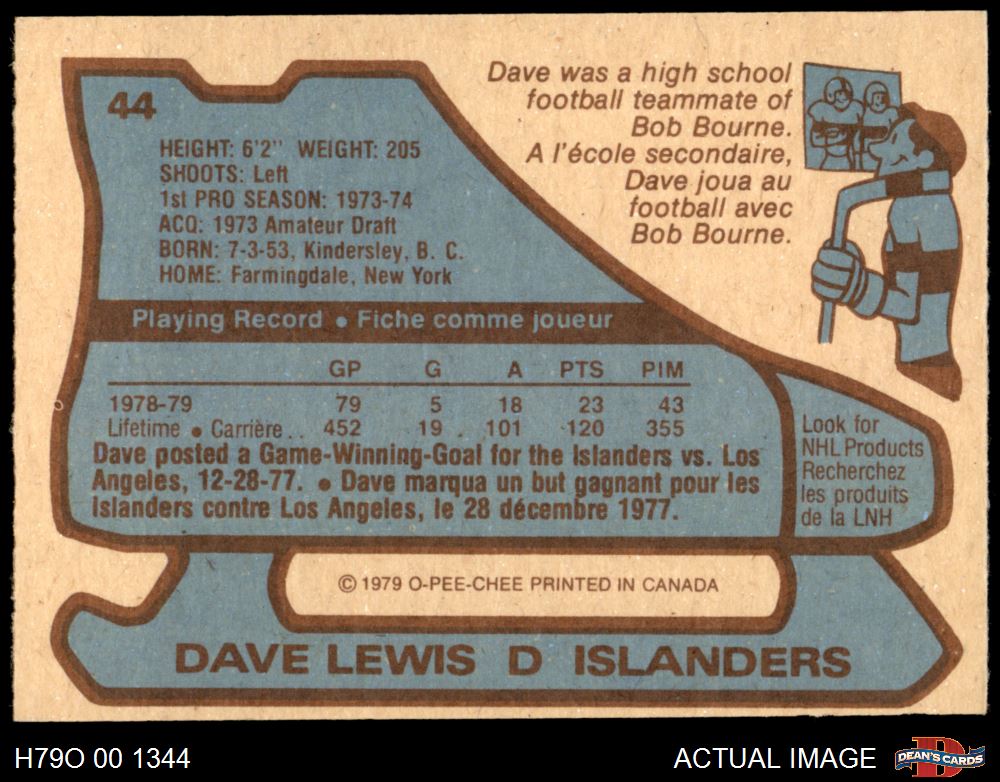 44
HEIGHT: 6'2" WEIGHT: 205
SHOOTS: Left
1st PRO SEASON: 1973-74
ACQ: 1973 Amateur Draft
BORN: 7-3-53, Kindersley, B. C.
HOME: Farmingdale, New York
Dave was a high school
football teammate of
Bob Bourne.
A l'école secondaire,
Dave joua au
football avec
Bob Bourne.
Playing Record • Fiche comme joueur
GP G A PTS PIM
1978-79 79 5 18 23 43
Lifetime • Carrière.. 452 19 . 101 120 355
Dave posted a Game-Winning-Goal for the Islanders vs. Los
Angeles, 12-28-77. • Dave marqua un but gagnant pour les
Islanders contre Los Angeles, le 28 décembre 1977.
Look for
NHL Products
Recherchez
les produits
de la LNH
© 1979 O-PEE-CHEE PRINTED IN CANADA
DAVE LEWIS D ISLANDERS
H79O 00 1344
ACTUAL IMAGE
D
DEAN'S CARDS